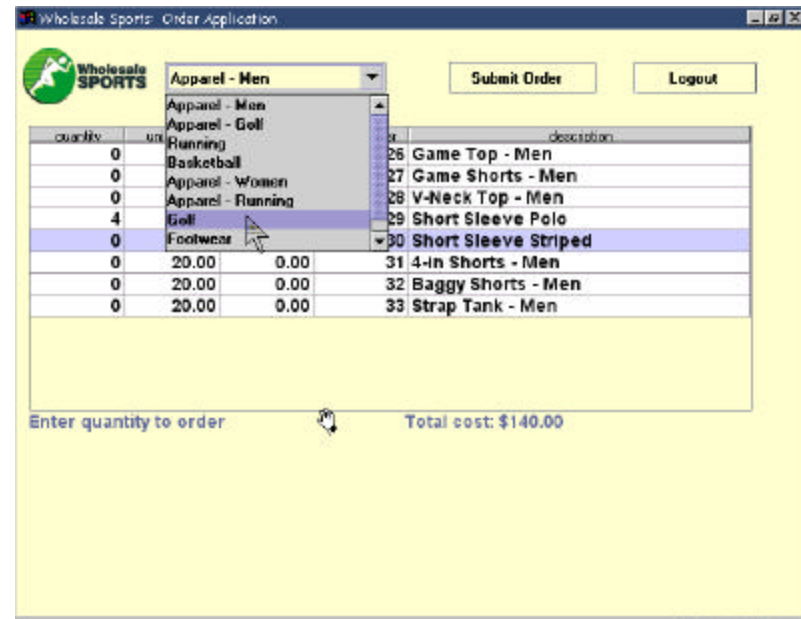 Wholesale Sports: Order Application
Wholesale SPORTS
Apparel - Men
Submit Order
Logout
Apparel - Men
Apparel - Golf
Running
Basketball
Apparel - Women
Apparel - Running
Golf
Footwear
quantity un er description
0 26 Game Top - Men
0 27 Game Shorts - Men
0 28 V-Neck Top - Men
4 29 Short Sleeve Polo
0 30 Short Sleeve Striped
0 20.00 0.00 31 4-in Shorts - Men
0 20.00 0.00 32 Baggy Shorts - Men
0 20.00 0.00 33 Strap Tank - Men
Enter quantity to order
Total cost: $140.00